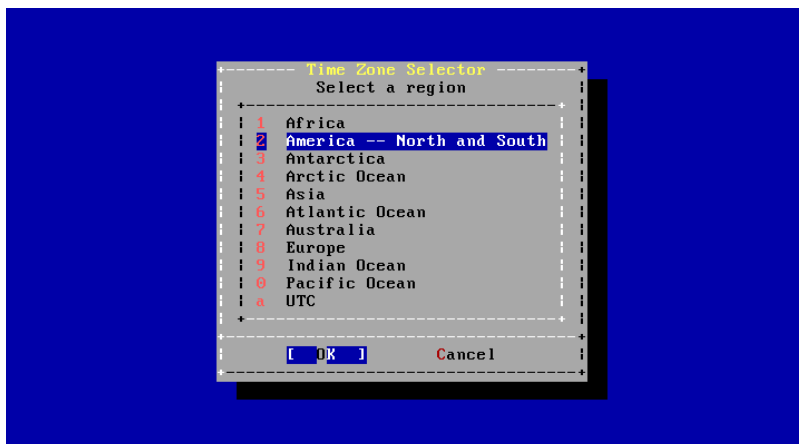 Time Zone Selector
Select a region
1 Africa
2 America -- North and South
3 Antarctica
4 Arctic Ocean
5 Asia
6 Atlantic Ocean
7 Australia
8 Europe
9 Indian Ocean
0 Pacific Ocean
a UTC
[ OK ] Cancel